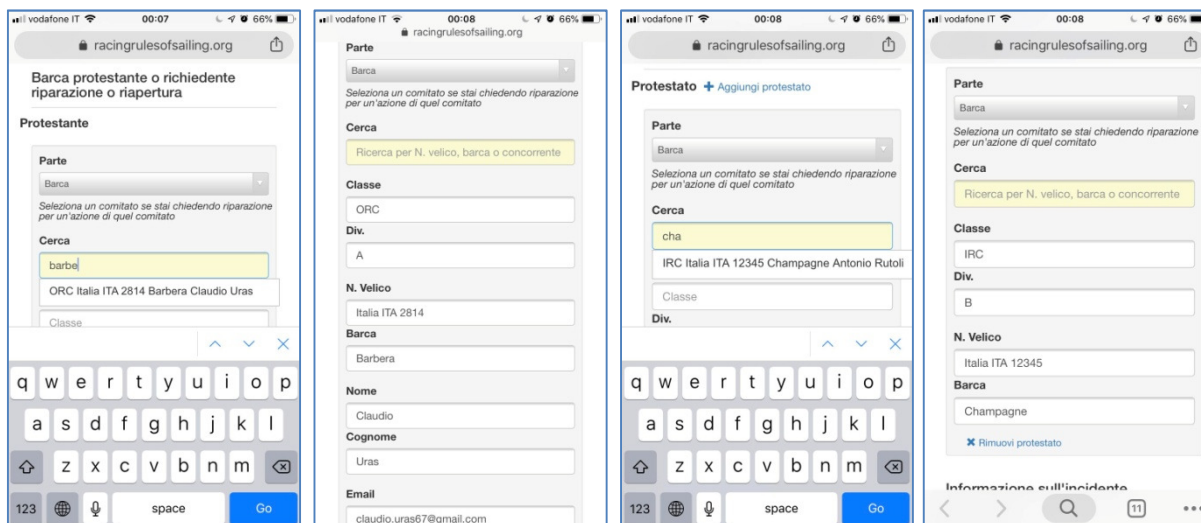 vodafone IT 00:07 66%
racingrulesofsailing.org
Barca protestante o richiedente
riparazione o riapertura
Protestante
Parte
Barca
Seleziona un comitato se stai chiedendo riparazione
per un'azione di quel comitato
Cerca
barbe
ORC Italia ITA 2814 Barbera Claudio Uras
Classe
q w e r t y u i o p
a s d f g h j k l
z x c v b n m
123 space Go
vodafone IT 00:08 66%
racingrulesofsailing.org
Parte
Barca
Seleziona un comitato se stai chiedendo riparazione
per un'azione di quel comitato
Cerca
Ricerca per N. velico, barca o concorrente
Classe
ORC
Div.
A
N. Velico
Italia ITA 2814
Barca
Barbera
Nome
Claudio
Cognome
Uras
Email
claudio.uras67@gmail.com
vodafone IT 00:08 66%
racingrulesofsailing.org
Protestato + Aggiungi protestato
Parte
Barca
Seleziona un comitato se stai chiedendo riparazione
per un'azione di quel comitato
Cerca
cha
IRC Italia ITA 12345 Champagne Antonio Rutoli
Classe
Div.
q w e r t y u i o p
a s d f g h j k l
z x c v b n m
123 space Go
vodafone IT 00:08 66%
racingrulesofsailing.org
Parte
Barca
Seleziona un comitato se stai chiedendo riparazione
per un'azione di quel comitato
Cerca
Ricerca per N. velico, barca o concorrente
Classe
IRC
Div.
B
N. Velico
Italia ITA 12345
Barca
Champagne
Rimuovi protestato
Informazione sull'incidente
11